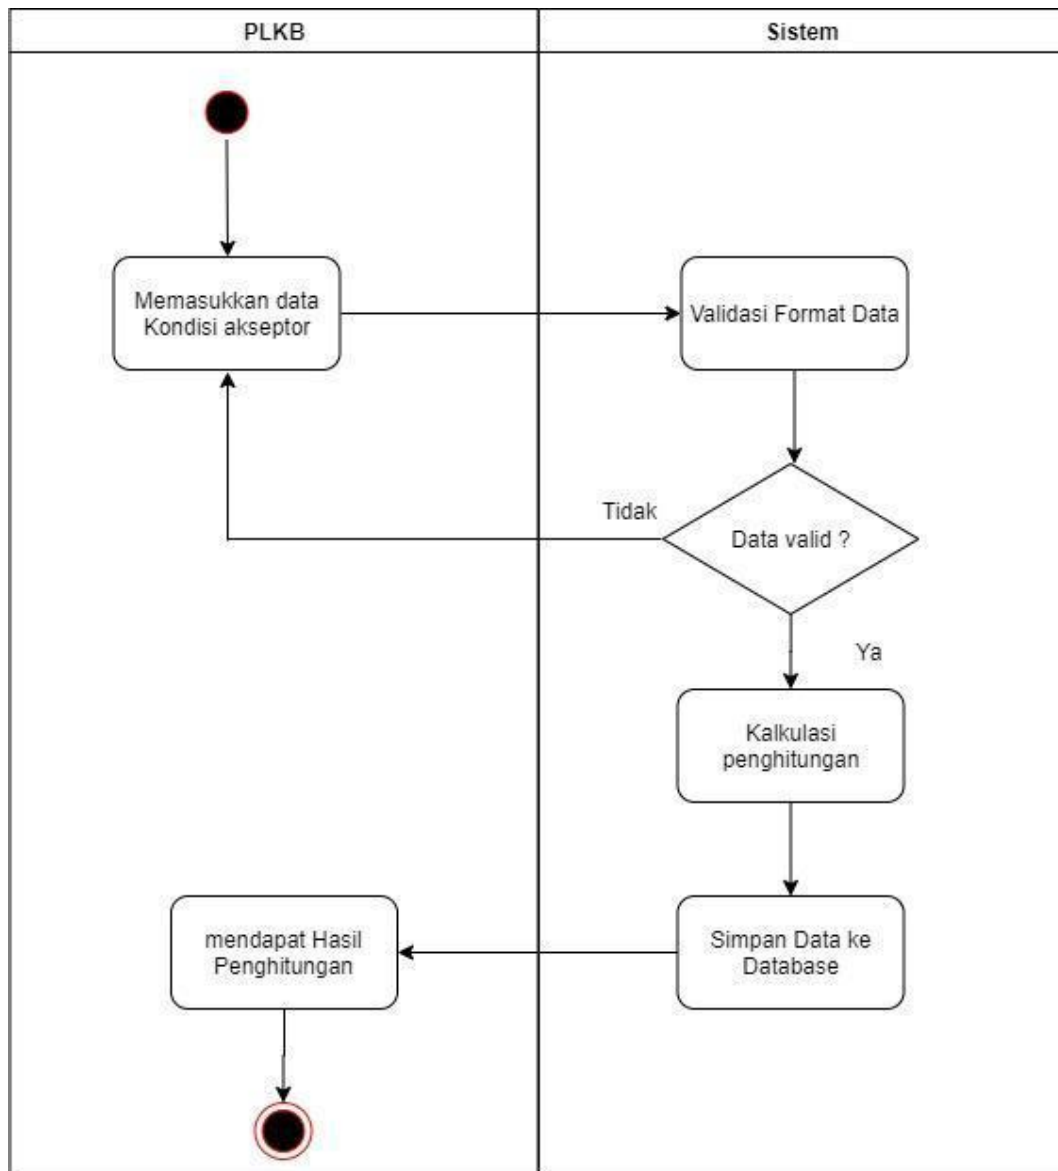 PLKB
Sistem
Memasukkan data
Kondisi akseptor
Validasi Format Data
Tidak
Data valid ?
Ya
Kalkulasi
penghitungan
mendapat Hasil
Penghitungan
Simpan Data ke
Database